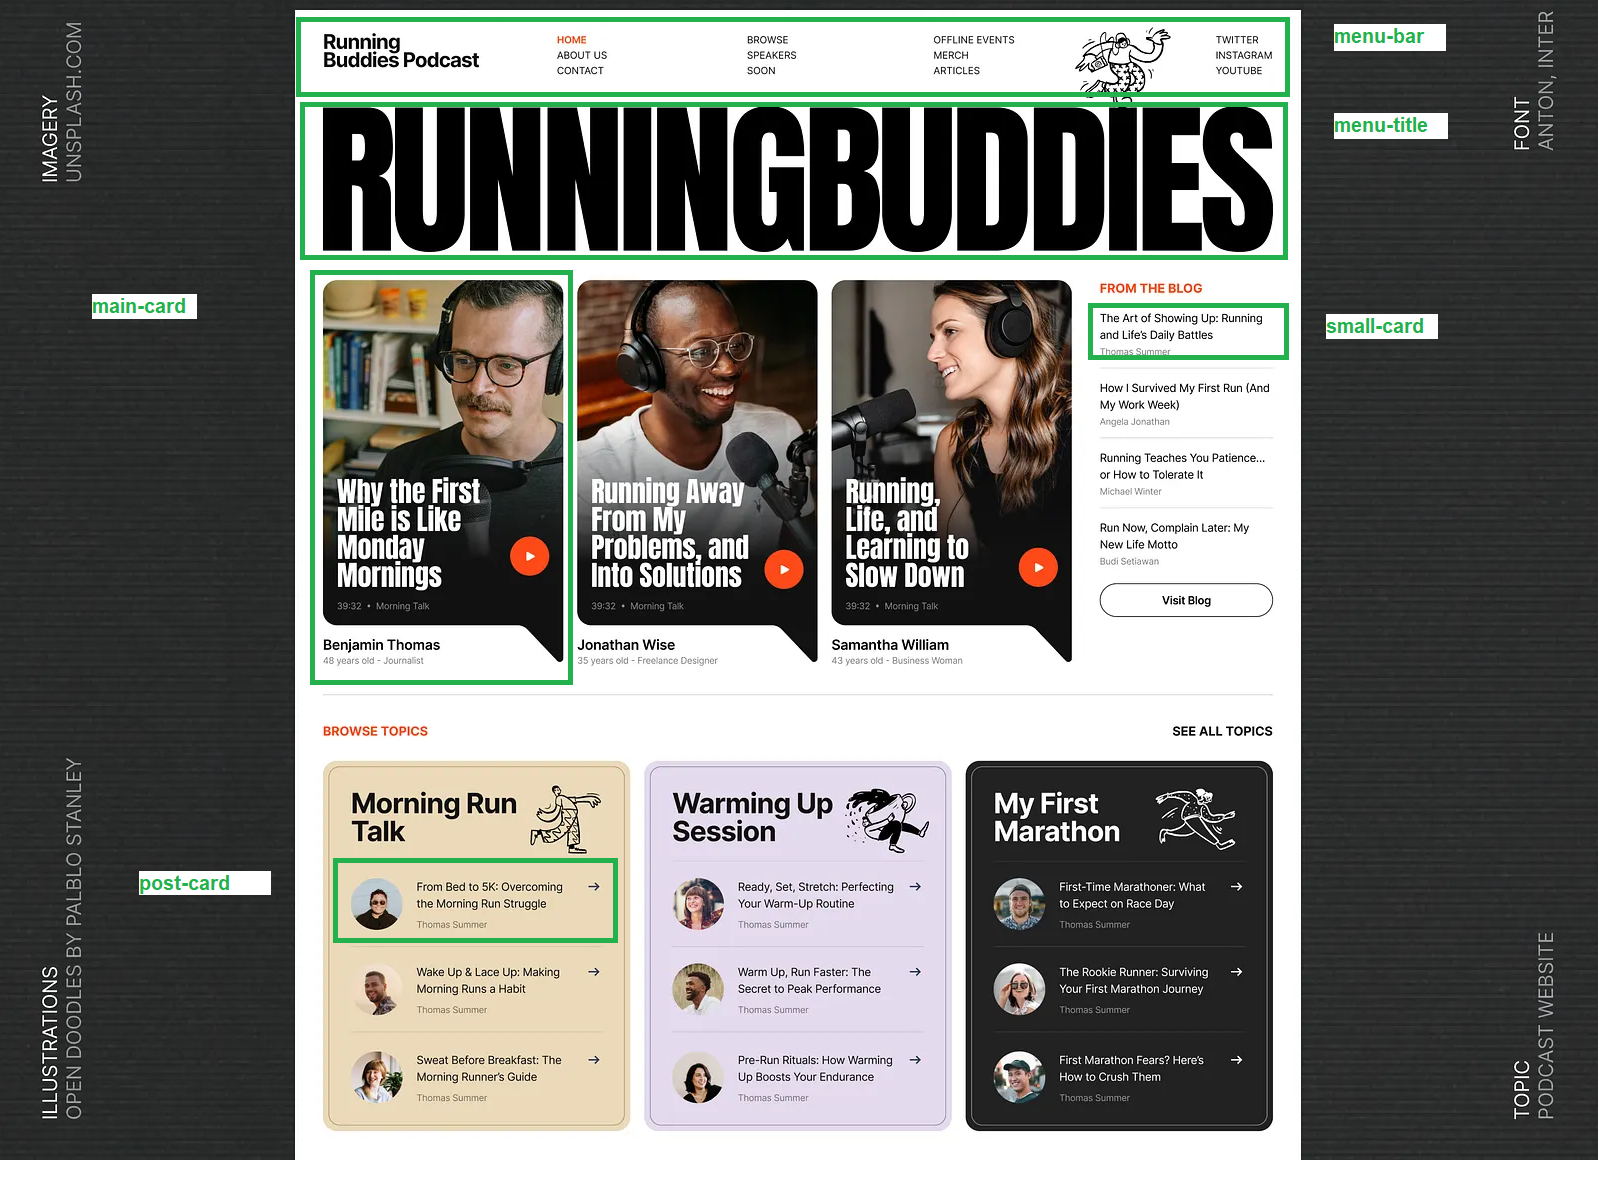 IMAGERY
UNSPLASH.COM
ILLUSTRATIONS
OPEN DOODLES BY PALBLO STANLEY
main-card
post-card
Running
Buddies Podcast
HOME
ABOUT US
CONTACT
BROWSE
SPEAKERS
SOON
OFFLINE EVENTS
MERCH
ARTICLES
TWITTER
INSTAGRAM
YOUTUBE
RUNNINGBUDDIES
Why the First
Mile is Like
Monday
Mornings
39:32 • Morning Talk
Benjamin Thomas
48 years old - Journalist
Running Away
From My
Problems, and
Into Solutions
39:32 • Morning Talk
Jonathan Wise
35 years old - Freelance Designer
Running,
Life, and
Learning to
Slow Down
39:32 • Morning Talk
Samantha William
43 years old - Business Woman
FROM THE BLOG
The Art of Showing Up: Running
and Life's Daily Battles
Thomas Summer
How I Survived My First Run (And
My Work Week)
Angela Jonathan
Running Teaches You Patience...
or How to Tolerate It
Michael Winter
Run Now, Complain Later: My
New Life Motto
Budi Setiawan
Visit Blog
BROWSE TOPICS
SEE ALL TOPICS
Morning Run
Talk
From Bed to 5K: Overcoming
the Morning Run Struggle
Thomas Summer
Wake Up & Lace Up: Making
Morning Runs a Habit
Thomas Summer
Sweat Before Breakfast: The
Morning Runner's Guide
Thomas Summer
Warming Up
Session
Ready, Set, Stretch: Perfecting
Your Warm-Up Routine
Thomas Summer
Warm Up, Run Faster: The
Secret to Peak Performance
Thomas Summer
Pre-Run Rituals: How Warming
Up Boosts Your Endurance
Thomas Summer
My First
Marathon
First-Time Marathoner: What
to Expect on Race Day
Thomas Summer
The Rookie Runner: Surviving
Your First Marathon Journey
Thomas Summer
First Marathon Fears? Here's
How to Crush Them
Thomas Summer
menu-bar
menu-title
small-card
FONT
ANTON, INTER
TOPIC
PODCAST WEBSITE